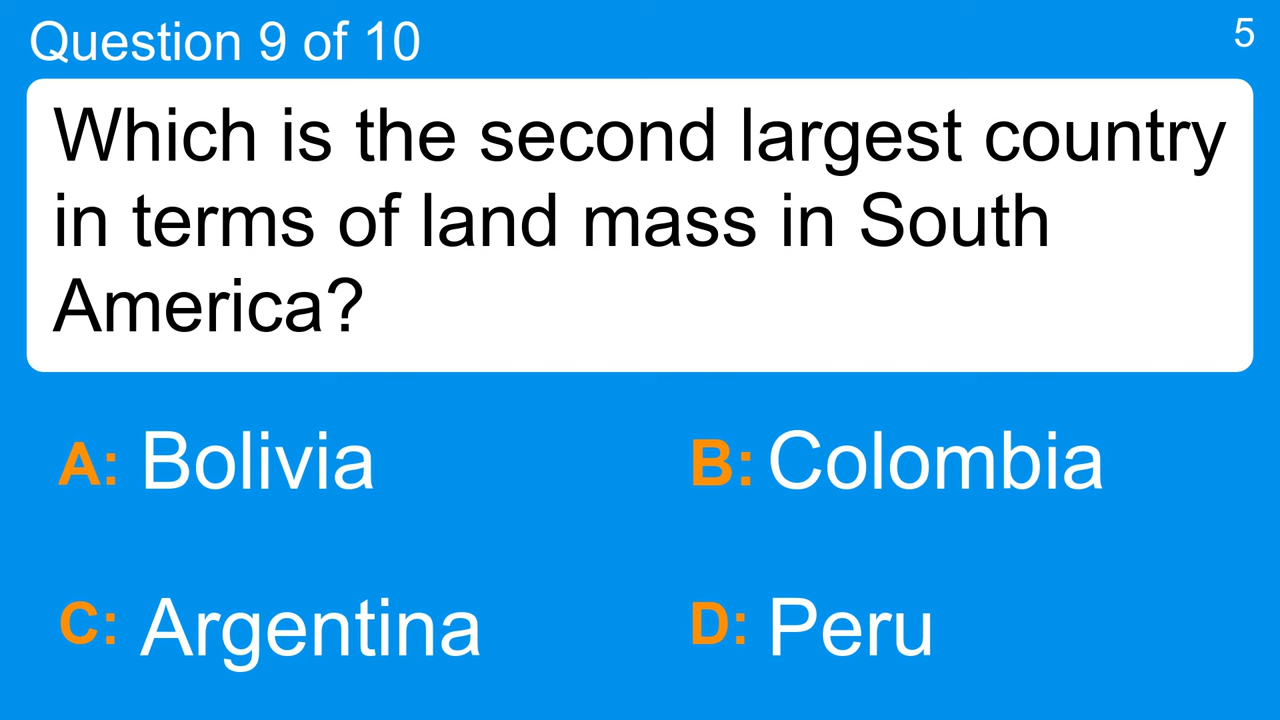 Question 9 of 10
5
Which is the second largest country
in terms of land mass in South
America?
A: Bolivia
B: Colombia
C: Argentina
D: Peru